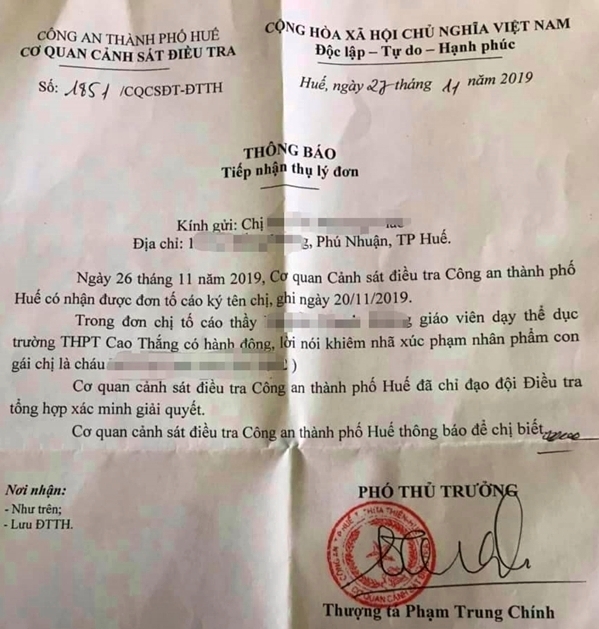 CÔNG AN THÀNH PHỐ HUẾ
CƠ QUAN CẢNH SÁT ĐIỀU TRA
Số: 1851 /CQCSĐT-ĐTTH
CỘNG HÒA XÃ HỘI CHỦ NGHĨA VIỆT NAM
Độc lập – Tự do – Hạnh phúc
Huế, ngày 27 tháng 11 năm 2019
THÔNG BÁO
Tiếp nhận thụ lý đơn
Kính gửi: Chị
Địa chỉ: 1 , Phú Nhuận, TP Huế.
Ngày 26 tháng 11 năm 2019, Cơ quan Cảnh sát điều tra Công an thành phố
Huế có nhận được đơn tố cáo ký tên chị, ghi ngày 20/11/2019.
Trong đơn chị tố cáo thầy giáo viên dạy thể dục
trường THPT Cao Thắng có hành động, lời nói khiêm nhã xúc phạm nhân phẩm con
gái chị là cháu )
Cơ quan cảnh sát điều tra Công an thành phố Huế đã chỉ đạo đội Điều tra
tổng hợp xác minh giải quyết.
Cơ quan cảnh sát điều tra Công an thành phố Huế thông báo để chị biết
Nơi nhận:
- Như trên;
- Lưu ĐTTH.
PHÓ THỦ TRƯỞNG
Thượng tá Phạm Trung Chính